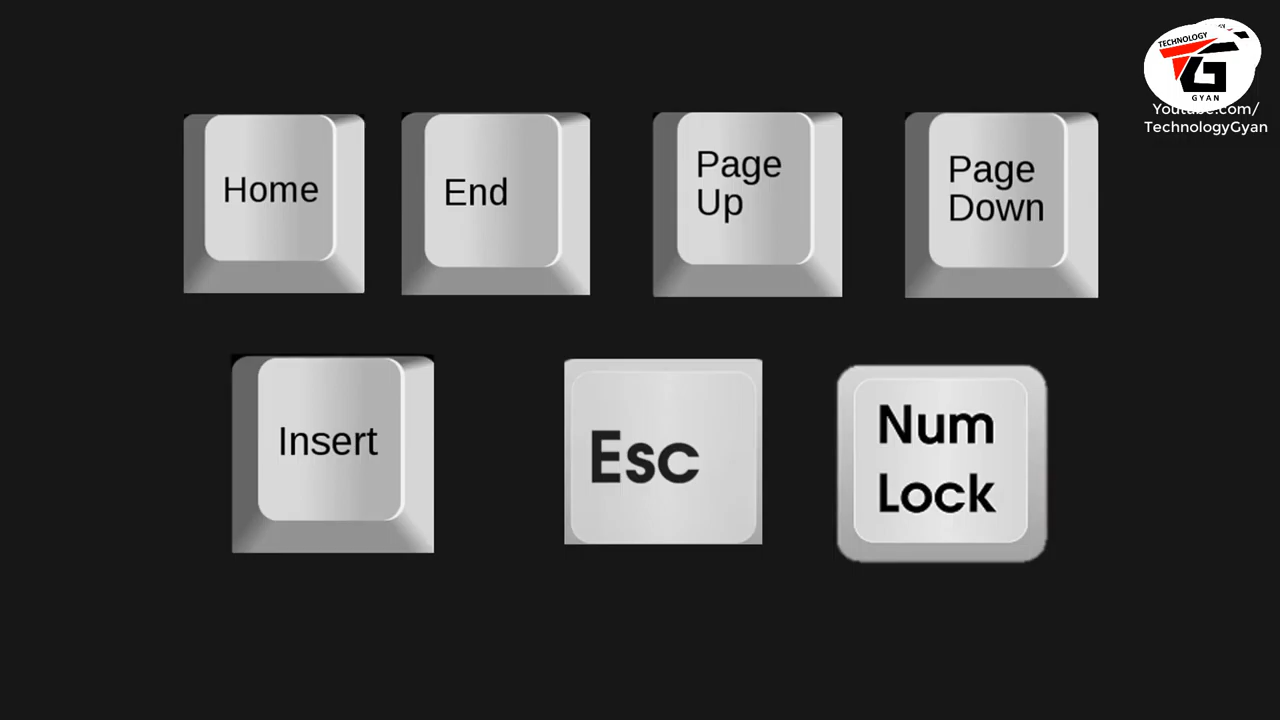 TECHNOLOGY
GYAN
Youtube.com/
TechnologyGyan
Home
End
Page
Up
Page
Down
Insert
Esc
Num
Lock